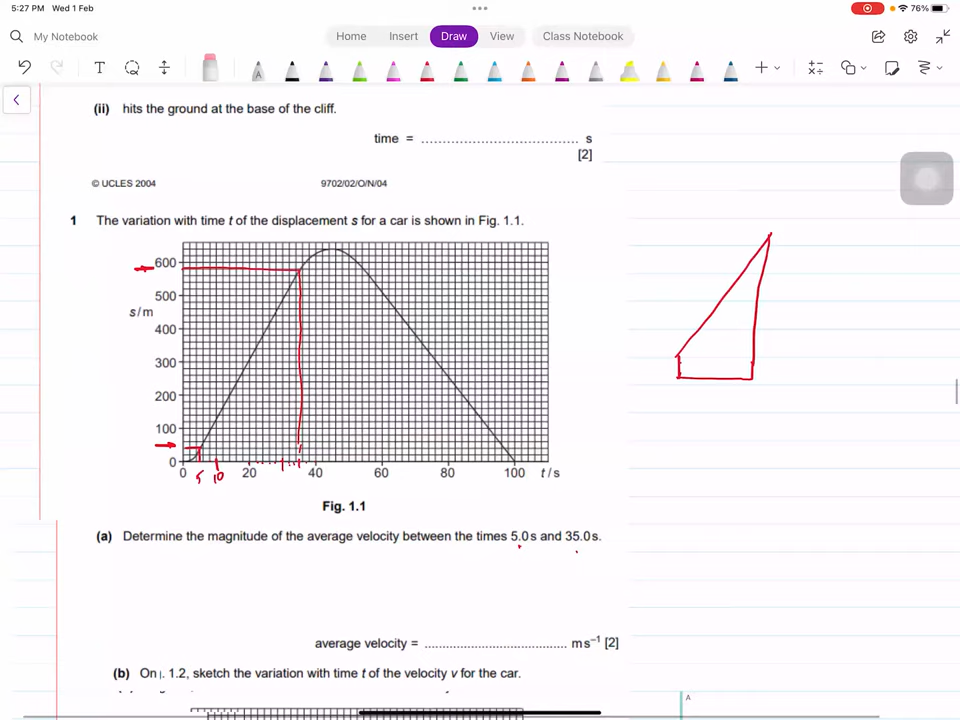 5:27 PM Wed 1 Feb
76%
My Notebook
Home Insert Draw View Class Notebook
(ii) hits the ground at the base of the cliff.
time = ........................................ s
[2]
© UCLES 2004 9702/02/O/N/04
1 The variation with time t of the displacement s for a car is shown in Fig. 1.1.
600
500
s/m
400
300
200
100
0
0 20 40 60 80 100 t/s
5 10
Fig. 1.1
(a) Determine the magnitude of the average velocity between the times 5.0s and 35.0s.
average velocity = ..................................... ms⁻¹ [2]
(b) On . 1.2, sketch the variation with time t of the velocity v for the car.
A